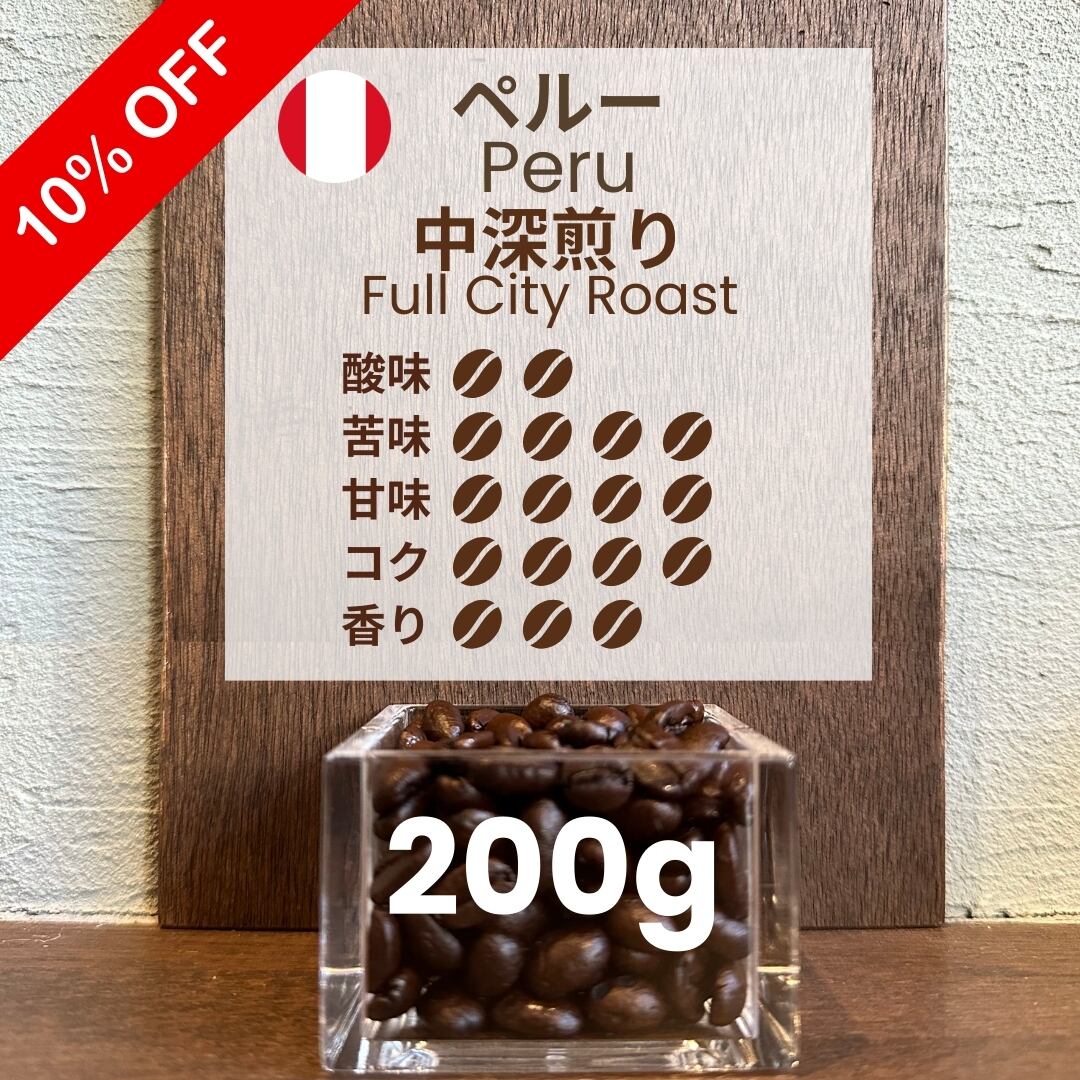 10% OFF
ペルー
Peru
中深煎り
Full City Roast
酸味
苦味
甘味
コク
香り
200g